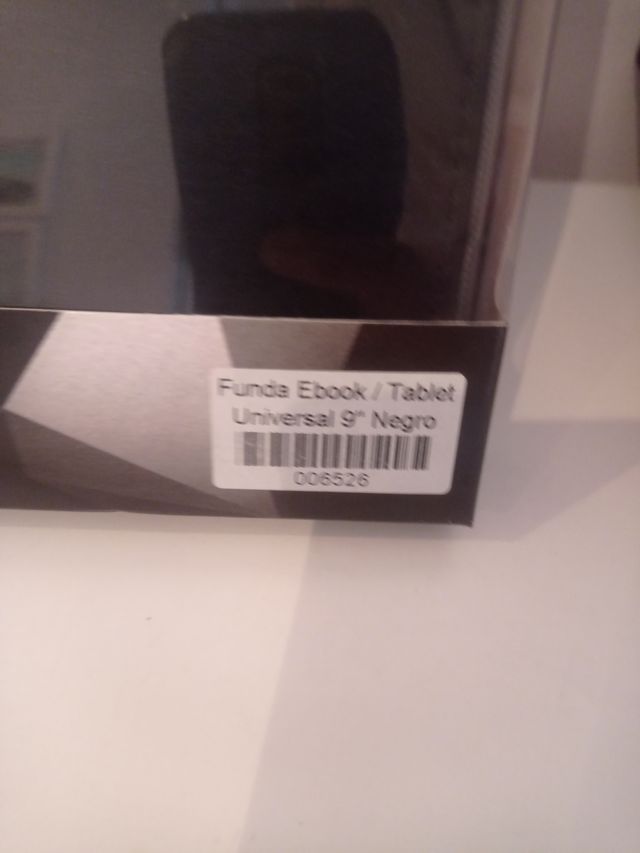 Funda Ebook / Tablet
Universal 9" Negro
006526